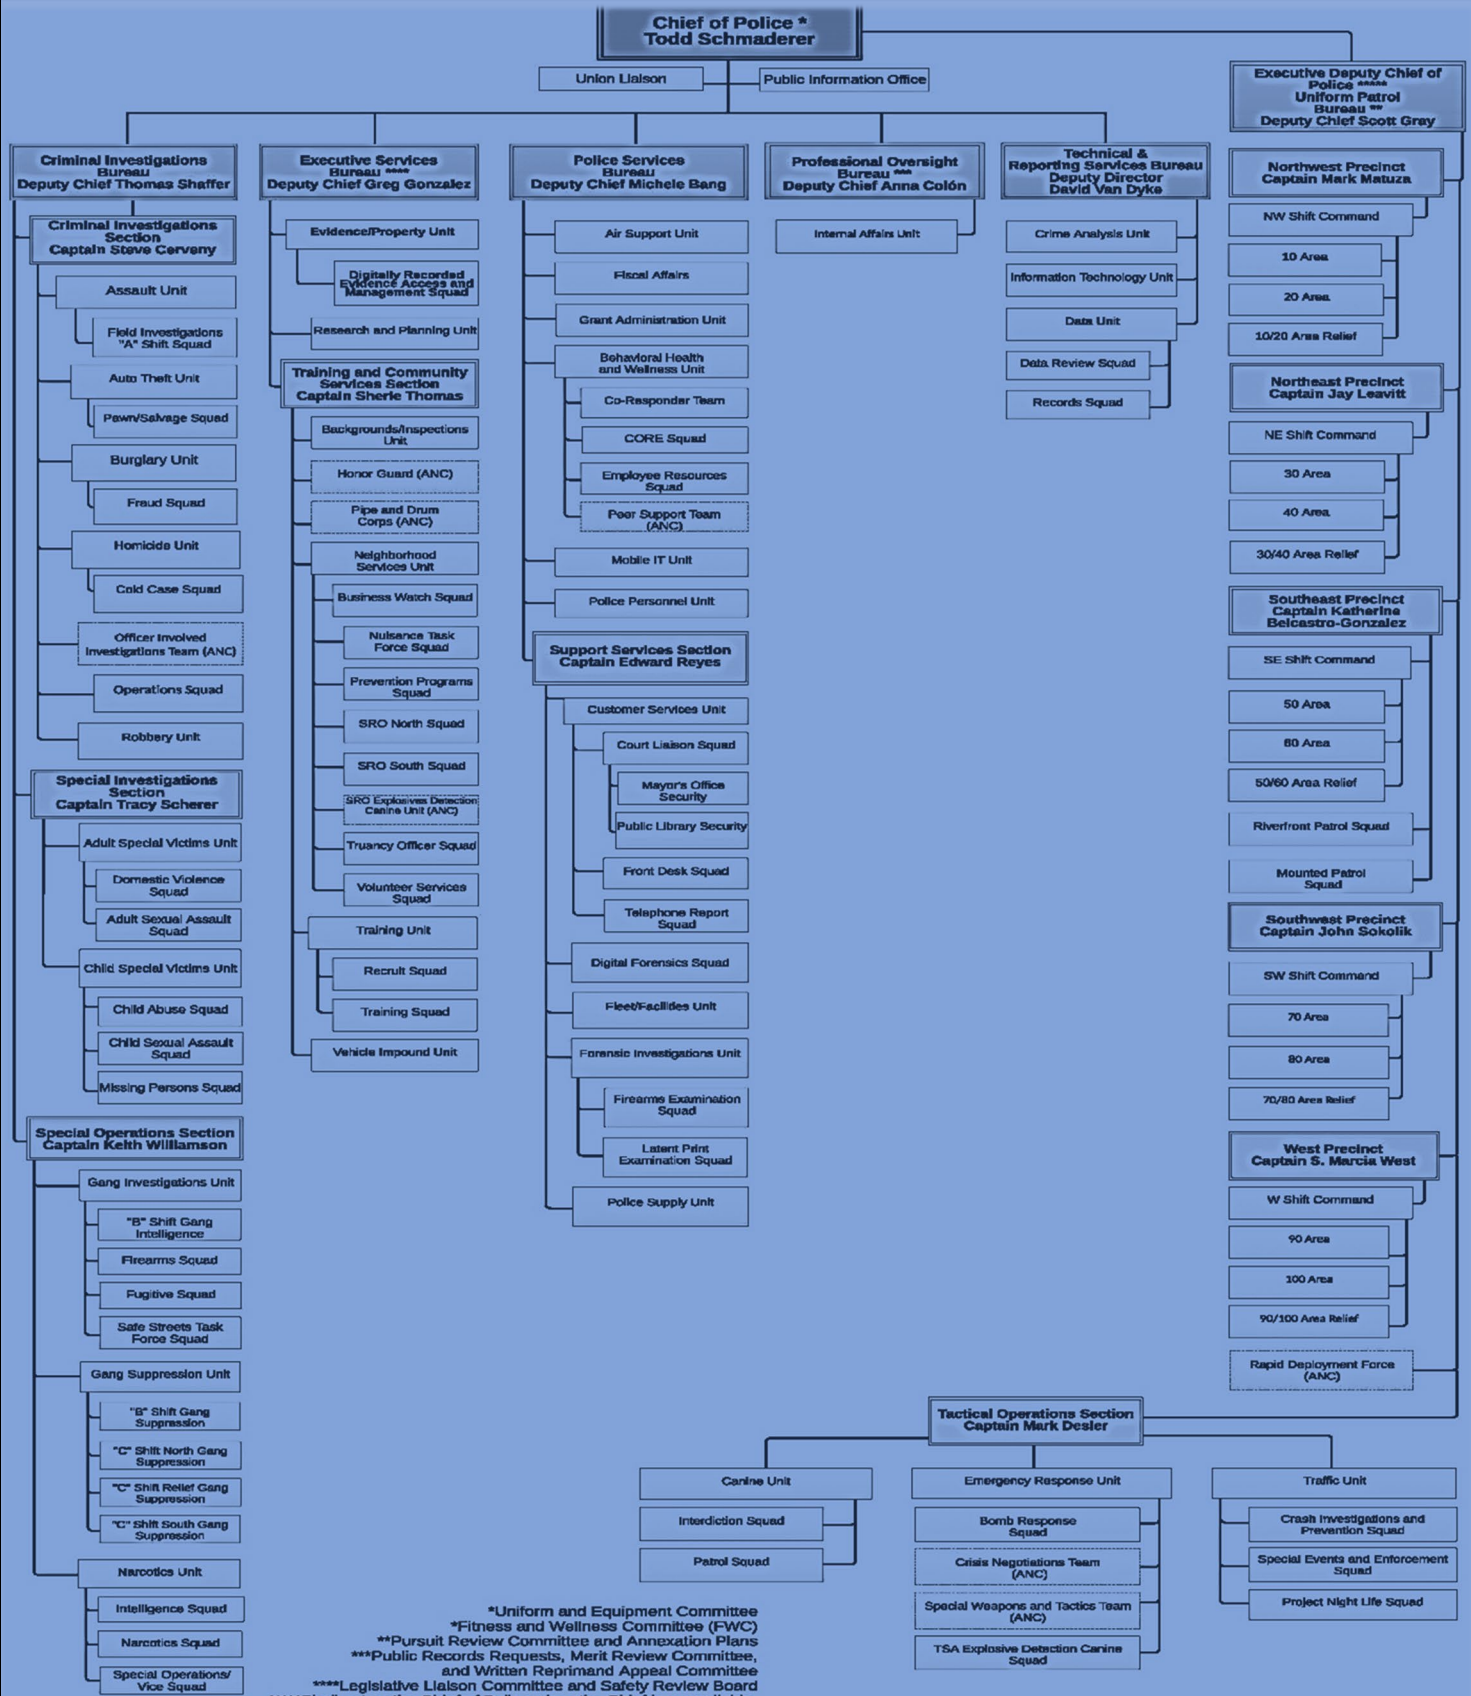 Chief of Police *
Todd Schmaderer
Union Liaison
Public Information Office
Executive Deputy Chief of
Police *****
Uniform Patrol
Bureau **
Deputy Chief Scott Gray
Criminal Investigations
Bureau
Deputy Chief Thomas Shaffer
Criminal Investigations
Section
Captain Steve Cerveny
Assault Unit
Field Investigations
"A" Shift Squad
Auto Theft Unit
Pawn/Salvage Squad
Burglary Unit
Fraud Squad
Homicide Unit
Cold Case Squad
Officer Involved
Investigations Team (ANC)
Operations Squad
Robbery Unit
Special Investigations
Section
Captain Tracy Scherer
Adult Special Victims Unit
Domestic Violence
Squad
Adult Sexual Assault
Squad
Child Special Victims Unit
Child Abuse Squad
Child Sexual Assault
Squad
Missing Persons Squad
Special Operations Section
Captain Keith Williamson
Gang Investigations Unit
"B" Shift Gang
Intelligence
Firearms Squad
Fugitive Squad
Safe Streets Task
Force Squad
Gang Suppression Unit
"B" Shift Gang
Suppression
"C" Shift North Gang
Suppression
"C" Shift Relief Gang
Suppression
"C" Shift South Gang
Suppression
Narcotics Unit
Intelligence Squad
Narcotics Squad
Special Operations/
Vice Squad
Executive Services
Bureau ****
Deputy Chief Greg Gonzalez
Evidence/Property Unit
Digitally Recorded
Evidence Access and
Management Squad
Research and Planning Unit
Training and Community
Services Section
Captain Sherie Thomas
Backgrounds/Inspections
Unit
Honor Guard (ANC)
Pipe and Drum
Corps (ANC)
Neighborhood
Services Unit
Business Watch Squad
Nuisance Task
Force Squad
Prevention Programs
Squad
SRO North Squad
SRO South Squad
SRO Explosives Detection
Canine Unit (ANC)
Truancy Officer Squad
Volunteer Services
Squad
Training Unit
Recruit Squad
Training Squad
Vehicle Impound Unit
Police Services
Bureau
Deputy Chief Michele Bang
Air Support Unit
Fiscal Affairs
Grant Administration Unit
Behavioral Health
and Wellness Unit
Co-Responder Team
CORE Squad
Employee Resources
Squad
Peer Support Team
(ANC)
Mobile IT Unit
Police Personnel Unit
Support Services Section
Captain Edward Reyes
Customer Services Unit
Court Liaison Squad
Mayor's Office
Security
Public Library Security
Front Desk Squad
Telephone Report
Squad
Digital Forensics Squad
Fleet/Facilities Unit
Forensic Investigations Unit
Firearms Examination
Squad
Latent Print
Examination Squad
Police Supply Unit
Professional Oversight
Bureau ***
Deputy Chief Anna Colón
Internal Affairs Unit
Technical &
Reporting Services Bureau
Deputy Director
David Van Dyke
Crime Analysis Unit
Information Technology Unit
Data Unit
Data Review Squad
Records Squad
Northwest Precinct
Captain Mark Matuza
NW Shift Command
10 Area
20 Area
10/20 Area Relief
Northeast Precinct
Captain Jay Leavitt
NE Shift Command
30 Area
40 Area
30/40 Area Relief
Southeast Precinct
Captain Katherine
Belcastro-Gonzalez
SE Shift Command
50 Area
60 Area
50/60 Area Relief
Riverfront Patrol Squad
Mounted Patrol
Squad
Southwest Precinct
Captain John Sokolik
SW Shift Command
70 Area
80 Area
70/80 Area Relief
West Precinct
Captain S. Marcia West
W Shift Command
90 Area
100 Area
90/100 Area Relief
Rapid Deployment Force
(ANC)
Tactical Operations Section
Captain Mark Desler
Canine Unit
Interdiction Squad
Patrol Squad
Emergency Response Unit
Bomb Response
Squad
Crisis Negotiations Team
(ANC)
Special Weapons and Tactics Team
(ANC)
TSA Explosive Detection Canine
Squad
Traffic Unit
Crash Investigations and
Prevention Squad
Special Events and Enforcement
Squad
Project Night Life Squad
*Uniform and Equipment Committee
*Fitness and Wellness Committee (FWC)
**Pursuit Review Committee and Annexation Plans
***Public Records Requests, Merit Review Committee,
and Written Reprimand Appeal Committee
****Legislative Liaison Committee and Safety Review Board